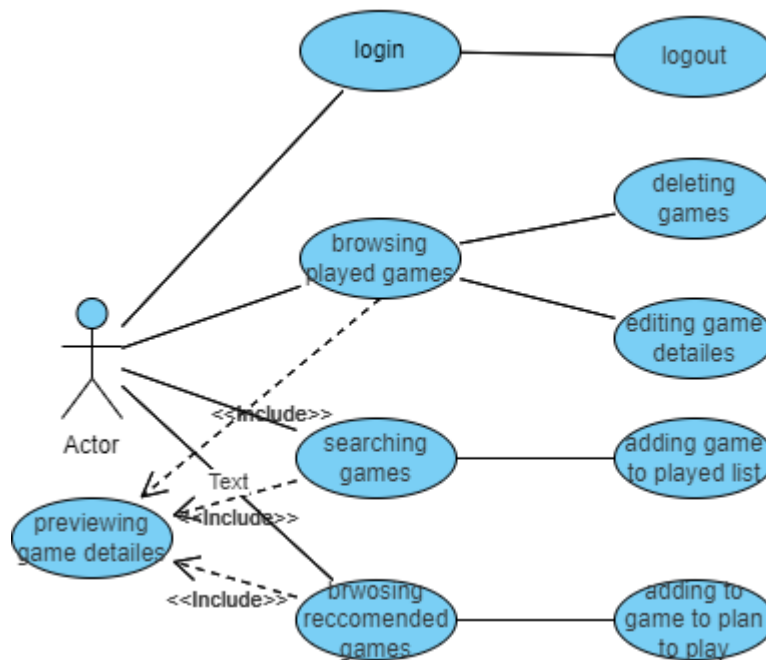 login
logout
deleting
games
browsing
played games
editing game
detailes
<<Include>>
Actor
searching
games
adding game
to played list
Text
previewing
game detailes
<<Include>>
<<Include>>
brwosing
reccomended
games
adding to
game to plan
to play